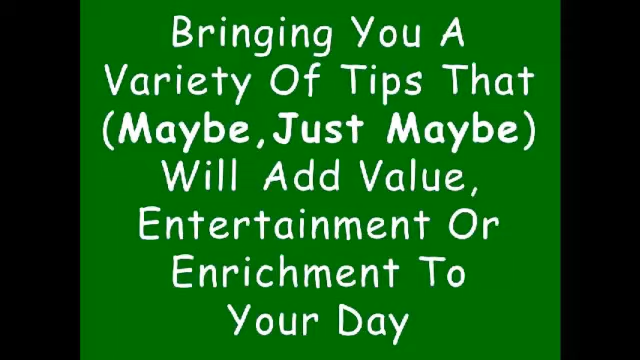 Bringing You A
Variety Of Tips That
(Maybe,Just Maybe)
Will Add Value,
Entertainment Or
Enrichment To
Your Day